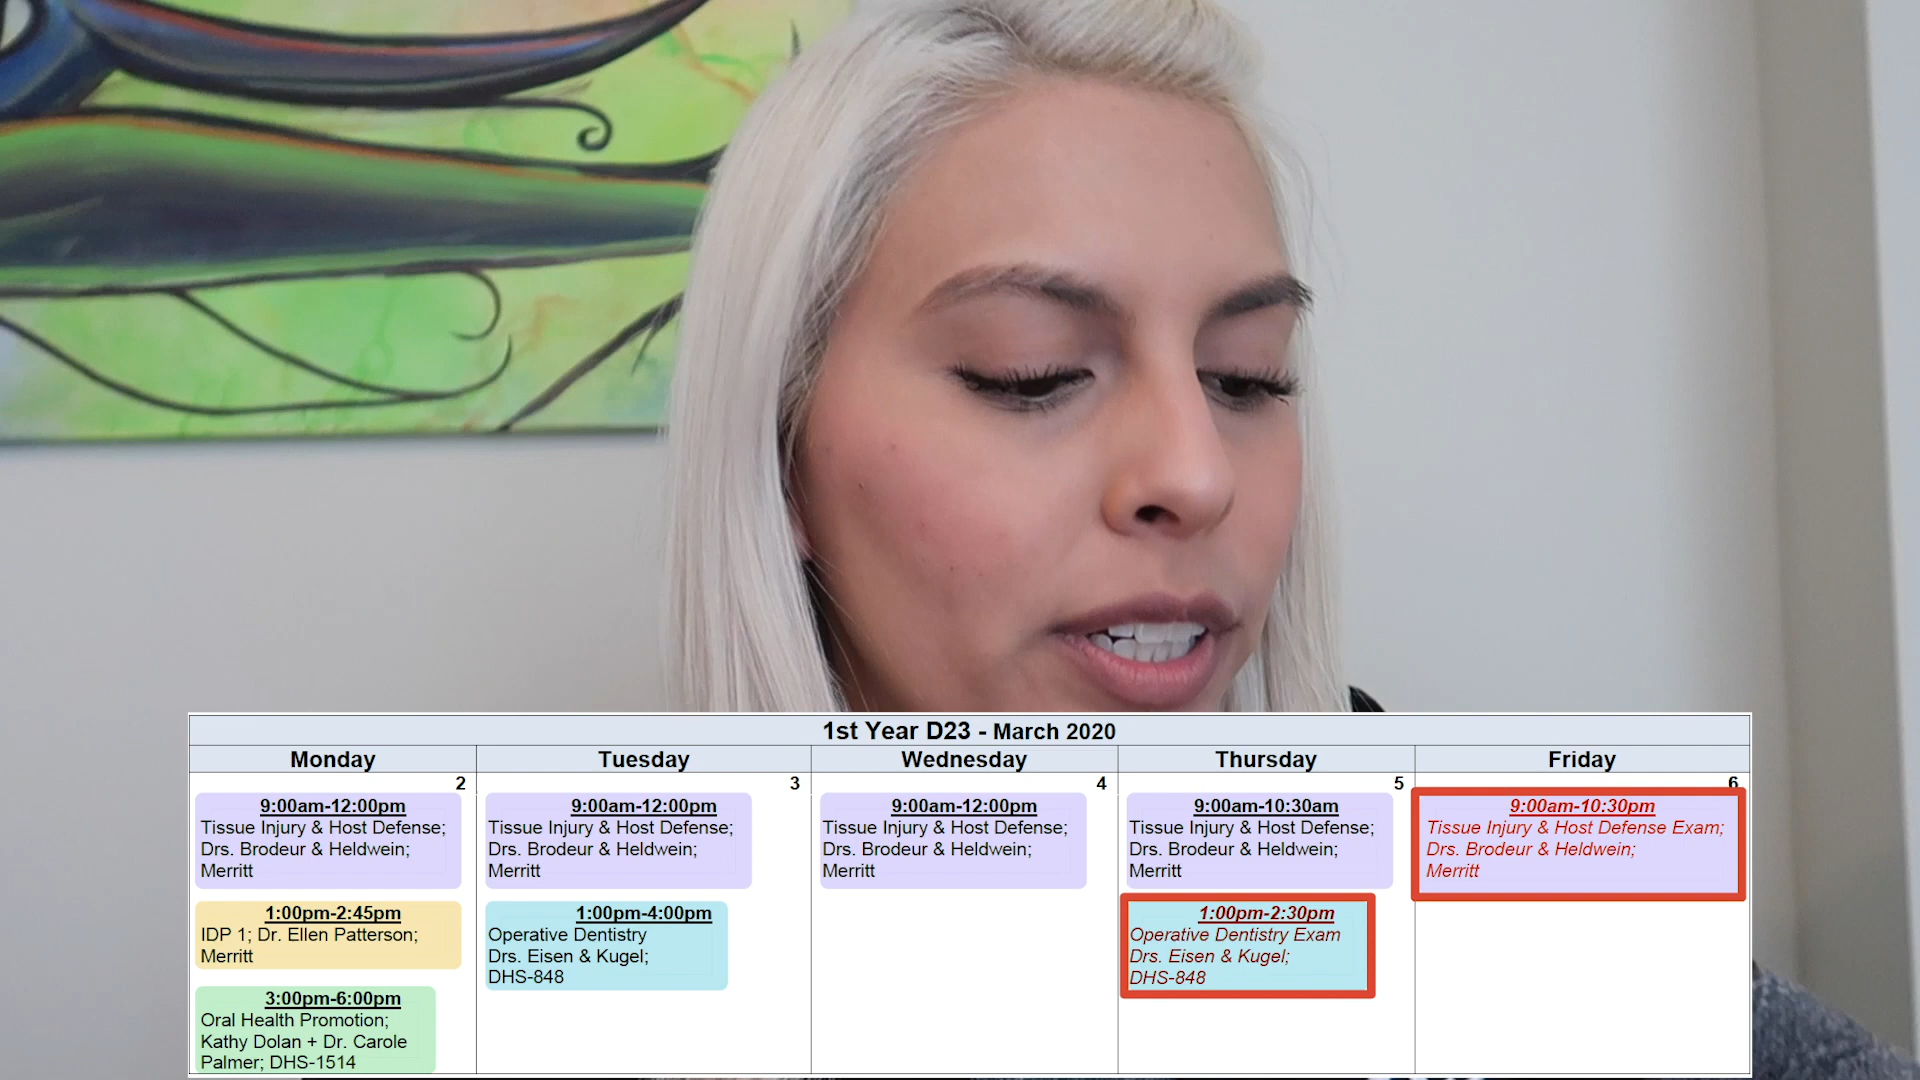 1st Year D23 - March 2020
Monday
Tuesday
Wednesday
Thursday
Friday
2
3
4
5
6
9:00am-12:00pm
Tissue Injury & Host Defense;
Drs. Brodeur & Heldwein;
Merritt
1:00pm-2:45pm
IDP 1; Dr. Ellen Patterson;
Merritt
3:00pm-6:00pm
Oral Health Promotion;
Kathy Dolan + Dr. Carole
Palmer; DHS-1514
9:00am-12:00pm
Tissue Injury & Host Defense;
Drs. Brodeur & Heldwein;
Merritt
1:00pm-4:00pm
Operative Dentistry
Drs. Eisen & Kugel;
DHS-848
9:00am-12:00pm
Tissue Injury & Host Defense;
Drs. Brodeur & Heldwein;
Merritt
9:00am-10:30am
Tissue Injury & Host Defense;
Drs. Brodeur & Heldwein;
Merritt
1:00pm-2:30pm
Operative Dentistry Exam
Drs. Eisen & Kugel;
DHS-848
9:00am-10:30pm
Tissue Injury & Host Defense Exam;
Drs. Brodeur & Heldwein;
Merritt